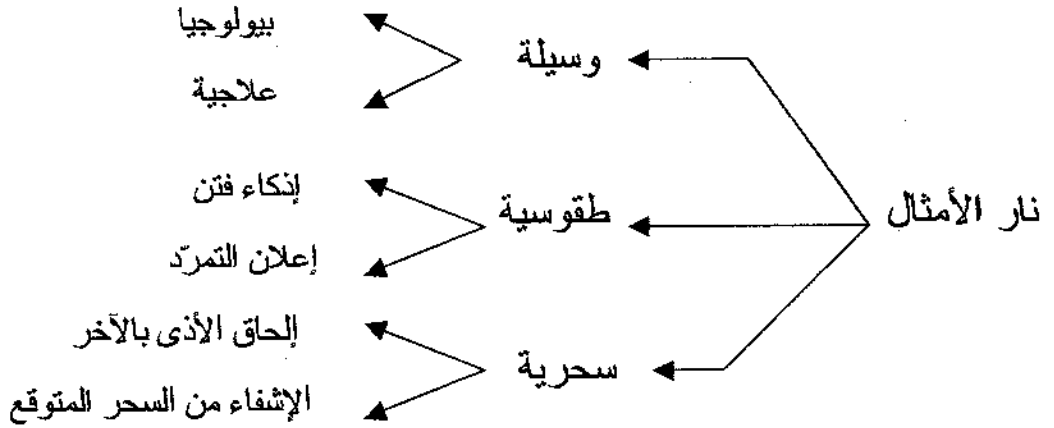 نار الأمثال
وسيلة
بيولوجيا
علاجية
طقوسية
إذكاء فتن
إعلان التمرّد
سحرية
إلحاق الأذى بالآخر
الإشفاء من السحر المتوقع